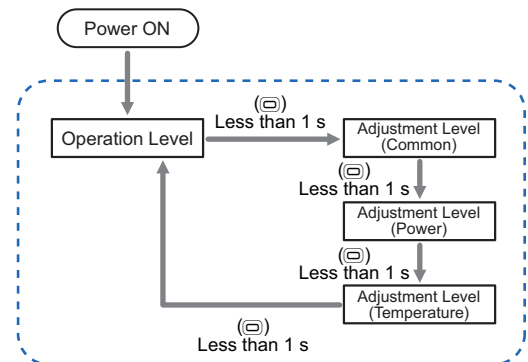 Power ON
Operation Level
(▭)
Less than 1 s
Adjustment Level
(Common)
(▭)
Less than 1 s
Adjustment Level
(Power)
(▭)
Less than 1 s
Adjustment Level
(Temperature)
(▭)
Less than 1 s